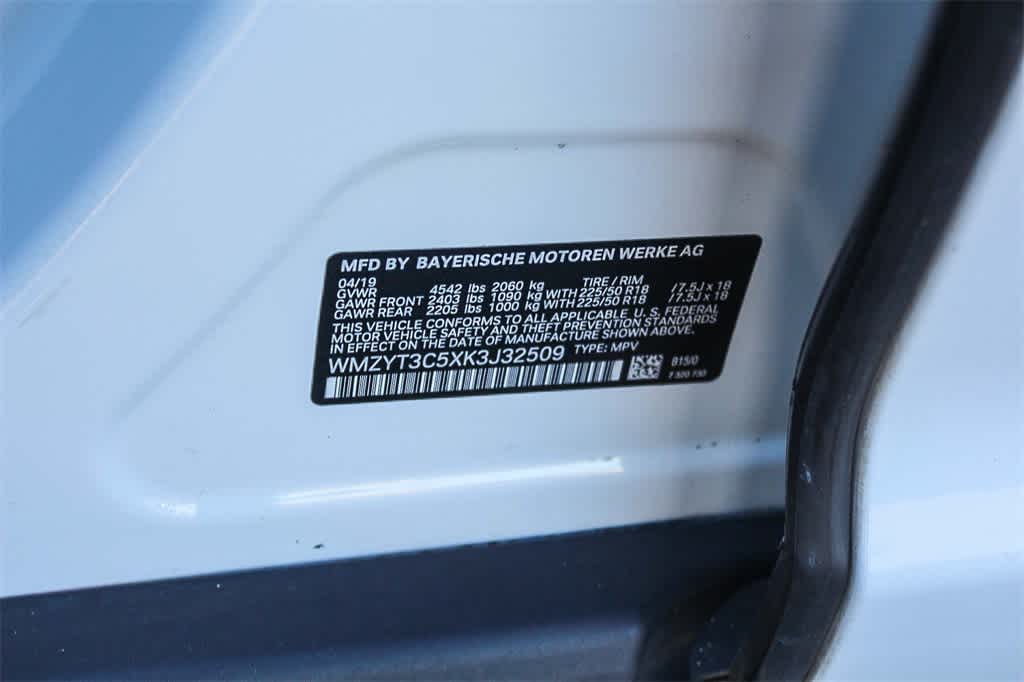 MFD BY BAYERISCHE MOTOREN WERKE AG
04/19 TIRE / RIM
GVWR 4542 lbs 2060 kg
GAWR FRONT 2403 lbs 1090 kg WITH 225/50 R18 /7.5J x 18
GAWR REAR 2205 lbs 1000 kg WITH 225/50 R18 /7.5J x 18
THIS VEHICLE CONFORMS TO ALL APPLICABLE U.S. FEDERAL
MOTOR VEHICLE SAFETY AND THEFT PREVENTION STANDARDS
IN EFFECT ON THE DATE OF MANUFACTURE SHOWN ABOVE.
WMZYT3C5XK3J32509 TYPE: MPV
B15/0